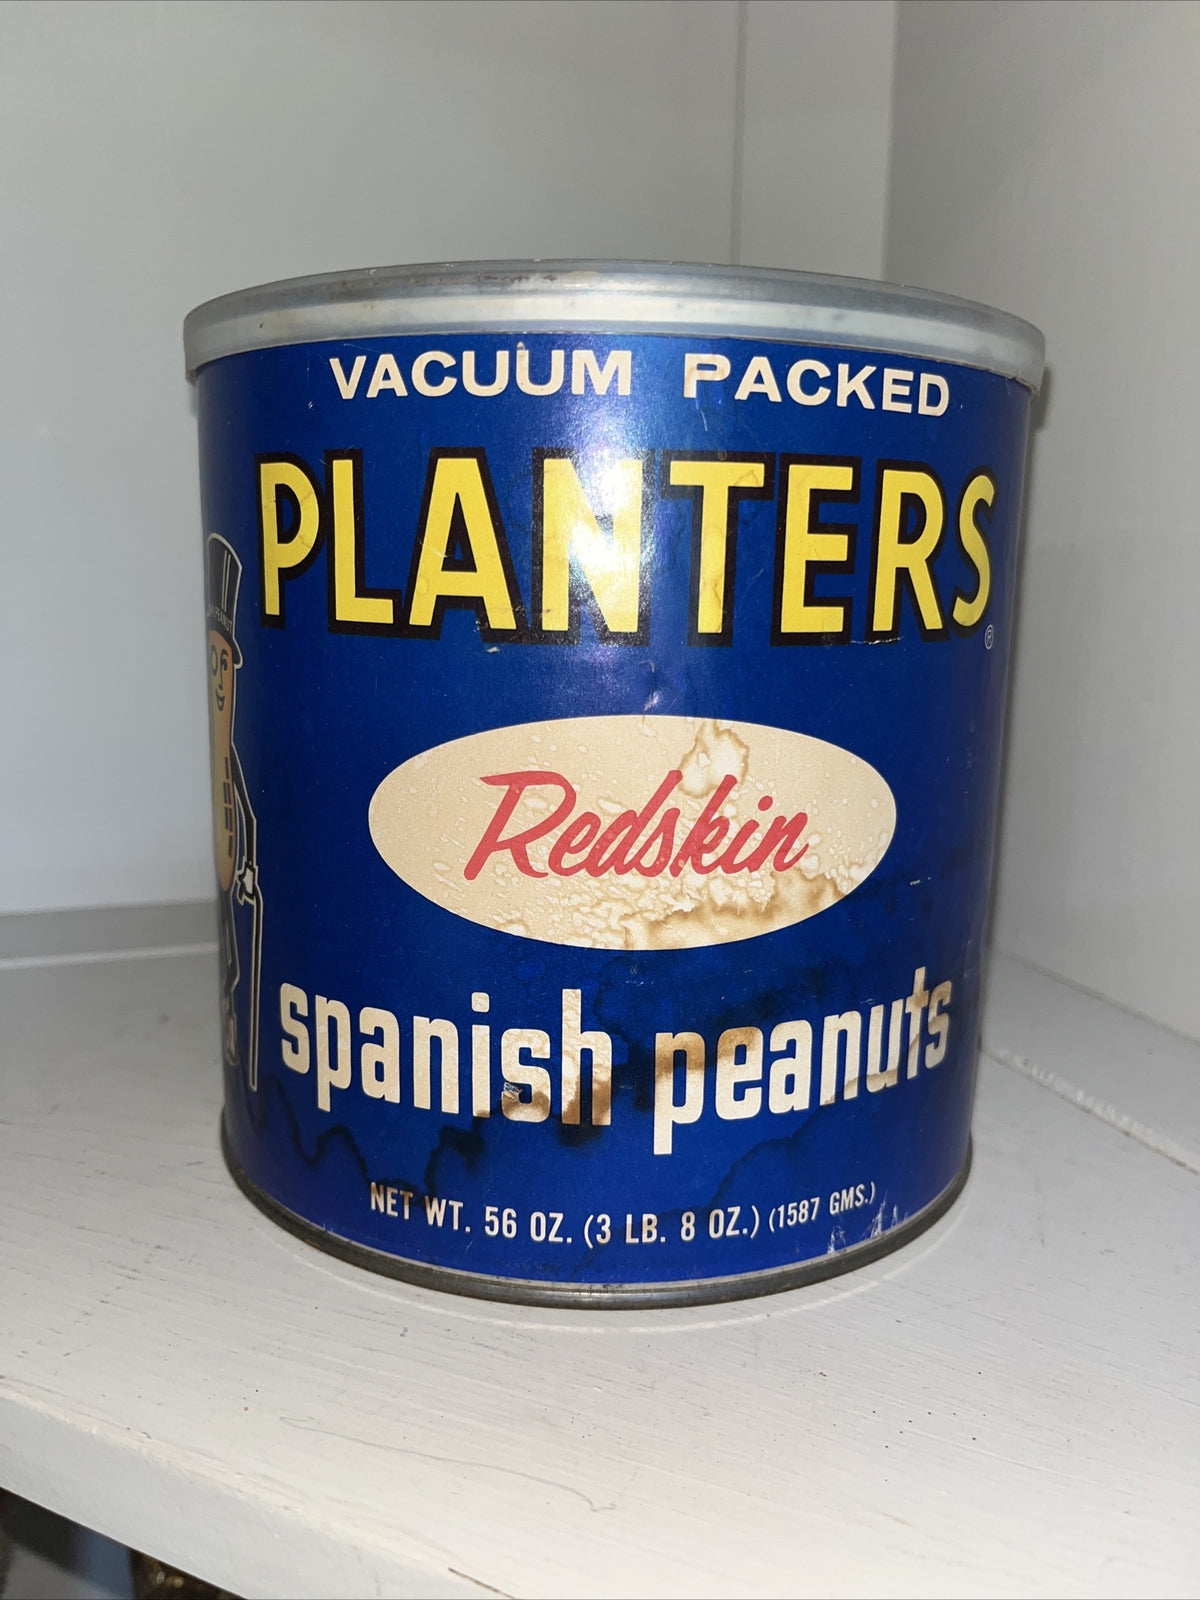 VACUUM PACKED
PLANTERS®
Redskin
spanish peanuts
NET WT. 56 OZ. (3 LB. 8 OZ.) (1587 GMS.)